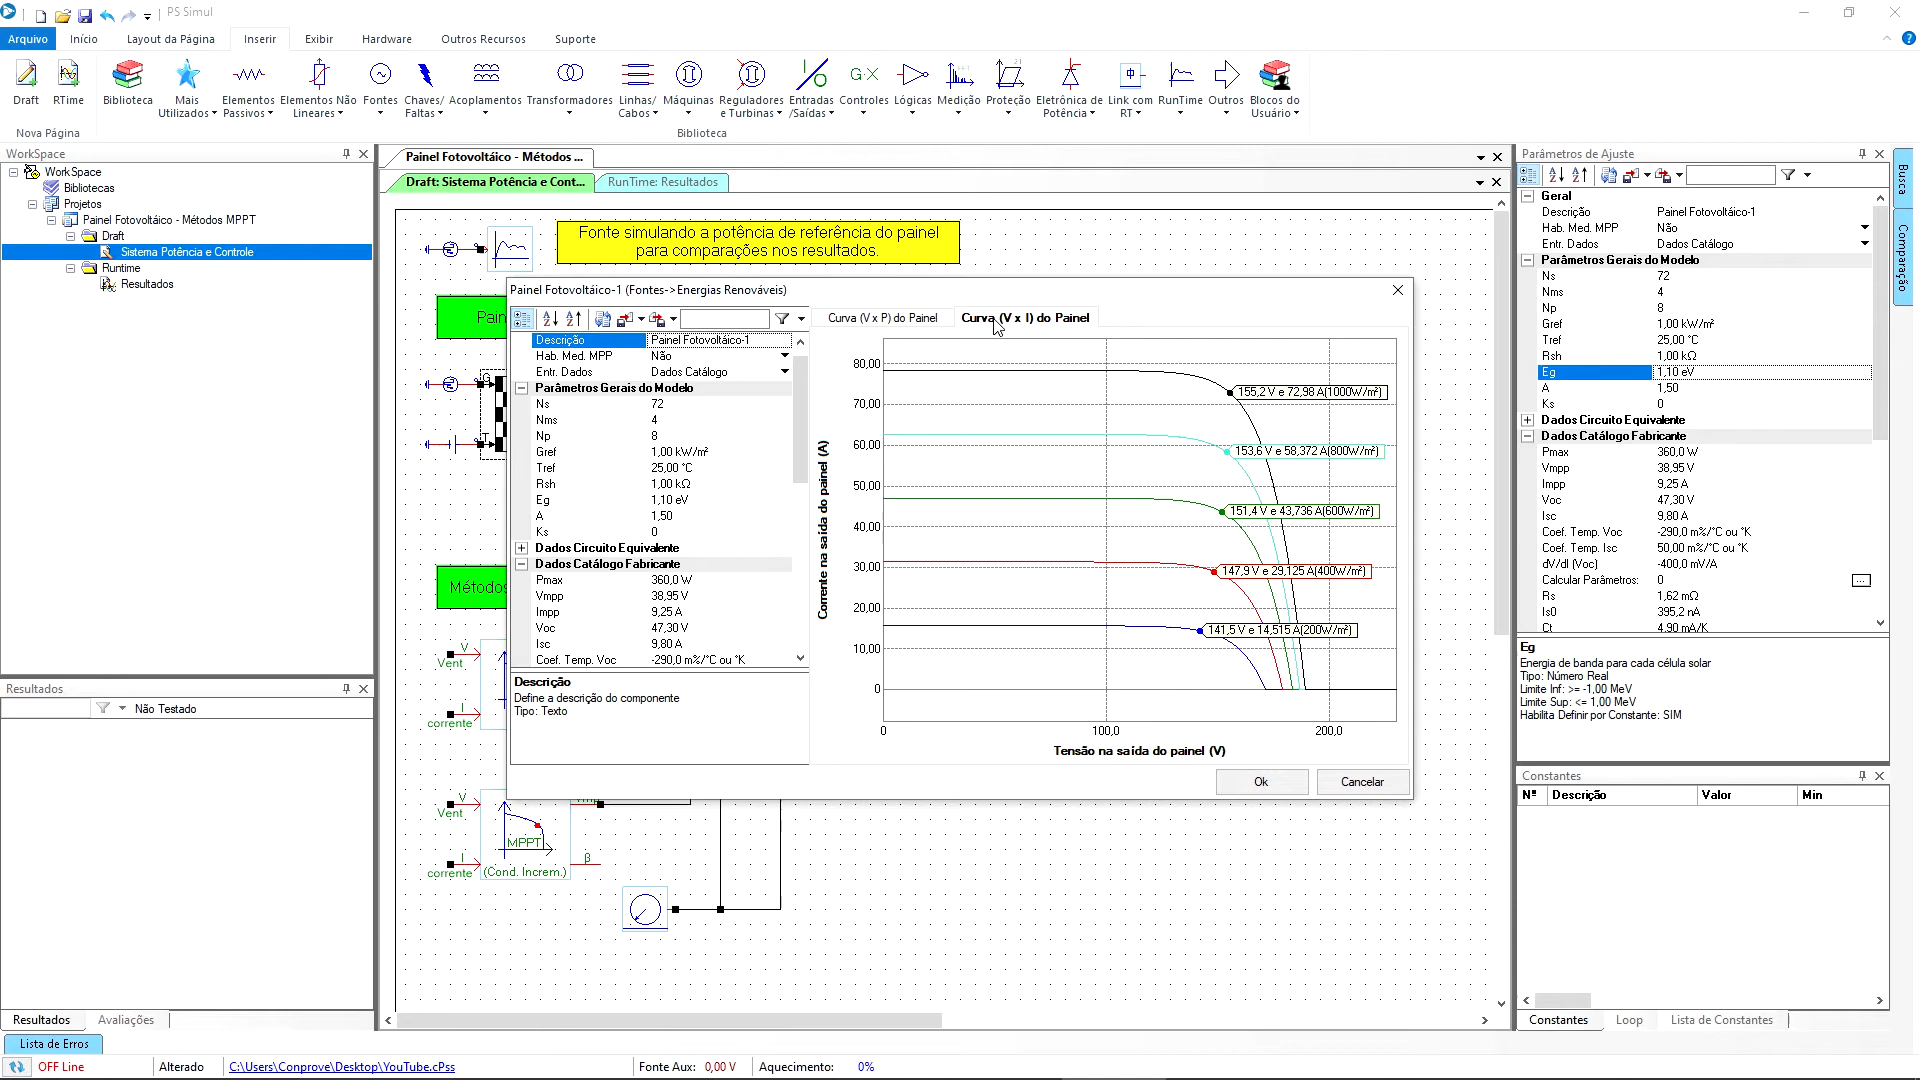 PS Simul
Arquivo
Início
Layout da Página
Inserir
Exibir
Hardware
Outros Recursos
Suporte
Draft
RTime
Biblioteca
Mais Utilizados
Elementos Passivos
Elementos Não Lineares
Fontes
Chaves/ Faltas
Acoplamentos
Transformadores
Linhas/ Cabos
Máquinas
Reguladores e Turbinas
Entradas /Saídas
Controles
Lógicas
Medição
Proteção
Eletrônica de Potência
Link com RT
RunTime
Outros
Blocos do Usuário
Nova Página
Biblioteca
WorkSpace
WorkSpace
Bibliotecas
Projetos
Painel Fotovoltáico - Métodos MPPT
Draft
Sistema Potência e Controle
Runtime
Resultados
Resultados
Não Testado
Resultados
Avaliações
Lista de Erros
OFF Line
Alterado
C:\Users\Conprove\Desktop\YouTube.cPss
Fonte Aux: 0,00 V
Aquecimento: 0%
Painel Fotovoltáico - Métodos ...
Draft: Sistema Potência e Cont...
RunTime: Resultados
Fonte simulando a potência de referência do painel
para comparações nos resultados.
Pain
G
T
Métodos
V
Vent
I
corrente
V
Vent
I
corrente
MPPT
(Cond. Increm.)
β
Painel Fotovoltáico-1 (Fontes->Energias Renováveis)
Descrição Painel Fotovoltáico-1
Hab. Med. MPP Não
Entr. Dados Dados Catálogo
Parâmetros Gerais do Modelo
Ns 72
Nms 4
Np 8
Gref 1,00 kW/m²
Tref 25,00 °C
Rsh 1,00 kΩ
Eg 1,10 eV
A 1,50
Ks 0
Dados Circuito Equivalente
Dados Catálogo Fabricante
Pmax 360,0 W
Vmpp 38,95 V
Impp 9,25 A
Voc 47,30 V
Isc 9,80 A
Coef. Temp. Voc -290,0 m%/°C ou °K
Descrição
Define a descrição do componente
Tipo: Texto
Curva (V x P) do Painel
Curva (V x I) do Painel
Corrente na saída do painel (A)
80,00
70,00
60,00
50,00
40,00
30,00
20,00
10,00
0
155,2 V e 72,98 A(1000W/m²)
153,6 V e 58,372 A(800W/m²)
151,4 V e 43,736 A(600W/m²)
147,9 V e 29,125 A(400W/m²)
141,5 V e 14,515 A(200W/m²)
0
100,0
200,0
Tensão na saída do painel (V)
Ok
Cancelar
Parâmetros de Ajuste
Geral
Descrição Painel Fotovoltáico-1
Hab. Med. MPP Não
Entr. Dados Dados Catálogo
Parâmetros Gerais do Modelo
Ns 72
Nms 4
Np 8
Gref 1,00 kW/m²
Tref 25,00 °C
Rsh 1,00 kΩ
Eg 1,10 eV
A 1,50
Ks 0
Dados Circuito Equivalente
Dados Catálogo Fabricante
Pmax 360,0 W
Vmpp 38,95 V
Impp 9,25 A
Voc 47,30 V
Isc 9,80 A
Coef. Temp. Voc -290,0 m%/°C ou °K
Coef. Temp. Isc 50,00 m%/°C ou °K
dV/dI (Voc) -400,0 mV/A
Calcular Parâmetros: 0
Rs 1,62 mΩ
Is0 395,2 nA
Ct 4,90 mA/K
Eg
Energia de banda para cada célula solar
Tipo: Número Real
Limite Inf: >= -1,00 MeV
Limite Sup: <= 1,00 MeV
Habilita Definir por Constante: SIM
Constantes
Nº Descrição Valor Min
Constantes
Loop
Lista de Constantes
Busca
Comparação